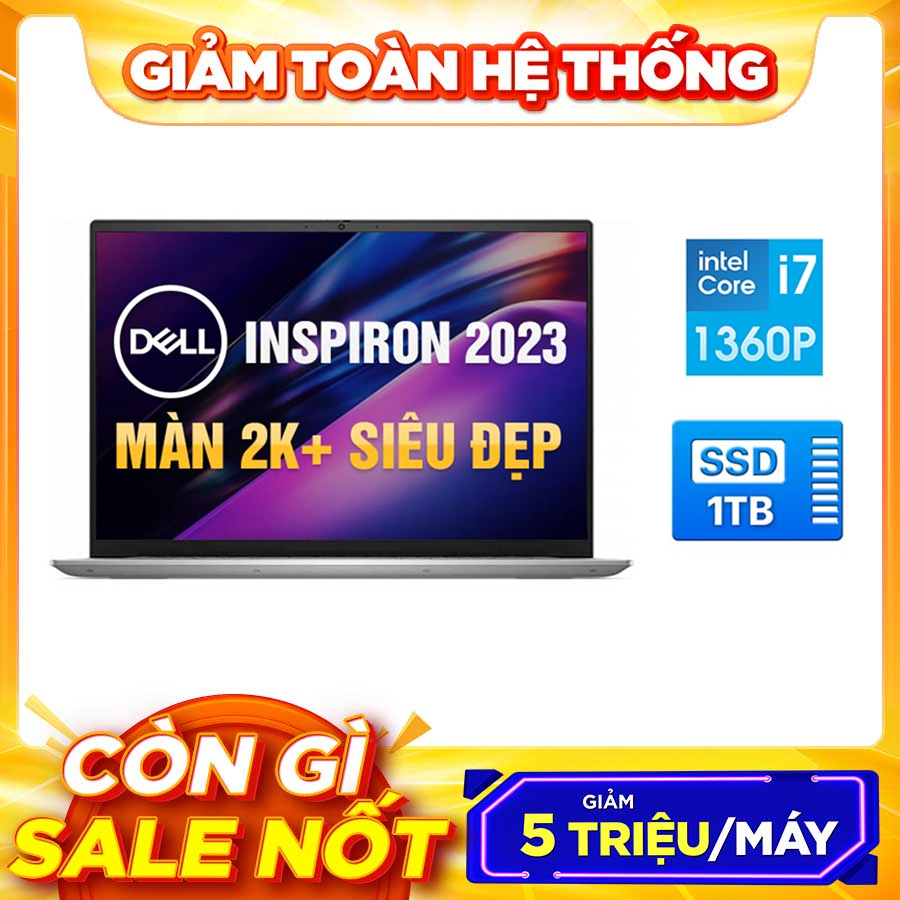 GIẢM TOÀN HỆ THỐNG
DELL INSPIRON 2023
MÀN 2K+ SIÊU ĐẸP
intel
Core i7
1360P
SSD
1TB
CÒN GÌ
SALE NỐT
GIẢM
5 TRIỆU/MÁY